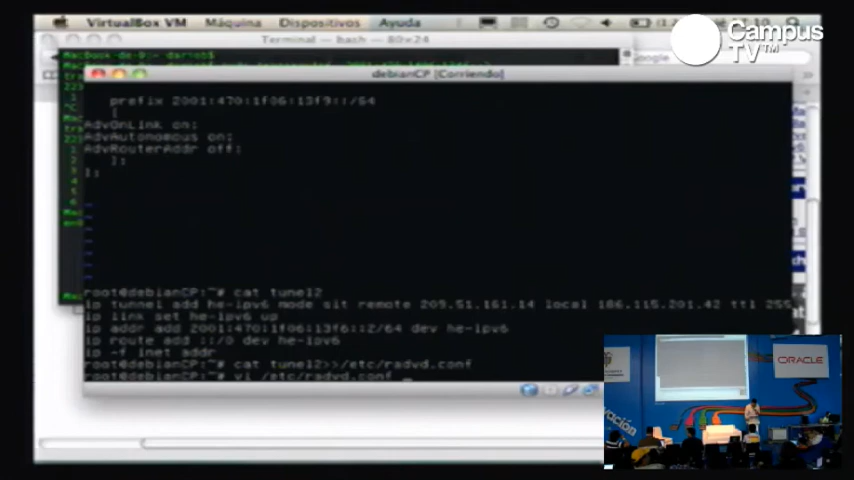 VirtualBox VM Máquina Dispositivos Ayuda
Campus
TV™
Terminal — bash — 80×24
debianCP [Corriendo]
prefix 2001:470:1f06:13f9::/64
{
AdvOnLink on;
AdvAutonomous on;
AdvRouterAddr off;
};
};
~
~
~
~
~
~
~
root@debianCP:~# cat tunel2
ip tunnel add he-ipv6 mode sit remote 209.51.161.14 local 186.115.201.42 ttl 255
ip link set he-ipv6 up
ip addr add 2001:470:1f06:13f6::2/64 dev he-ipv6
ip route add ::/0 dev he-ipv6
ip -f inet addr
root@debianCP:~# cat tunel2>>/etc/radvd.conf
root@debianCP:~# vi /etc/radvd.conf _
ORACLE